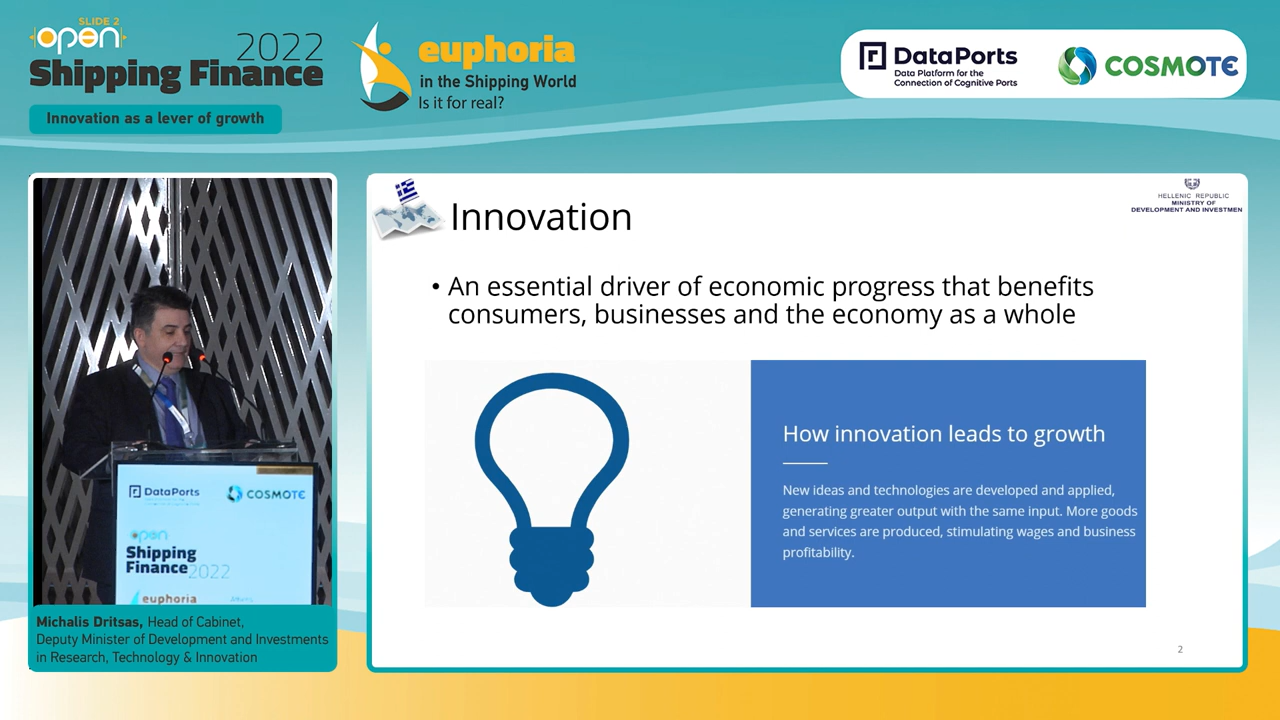 SLIDE 2
open
2022
Shipping Finance
Innovation as a lever of growth
euphoria
in the Shipping World
Is it for real?
DataPorts
Data Platform for the
Connection of Cognitive Ports
COSMOTE
HELLENIC REPUBLIC
MINISTRY OF
DEVELOPMENT AND INVESTMEN
Innovation
• An essential driver of economic progress that benefits
consumers, businesses and the economy as a whole
How innovation leads to growth
New ideas and technologies are developed and applied,
generating greater output with the same input. More goods
and services are produced, stimulating wages and business
profitability.
2
DataPorts
COSMOTE
open
Shipping
Finance 2022
euphoria
Michalis Dritsas, Head of Cabinet,
Deputy Minister of Development and Investments
in Research, Technology & Innovation